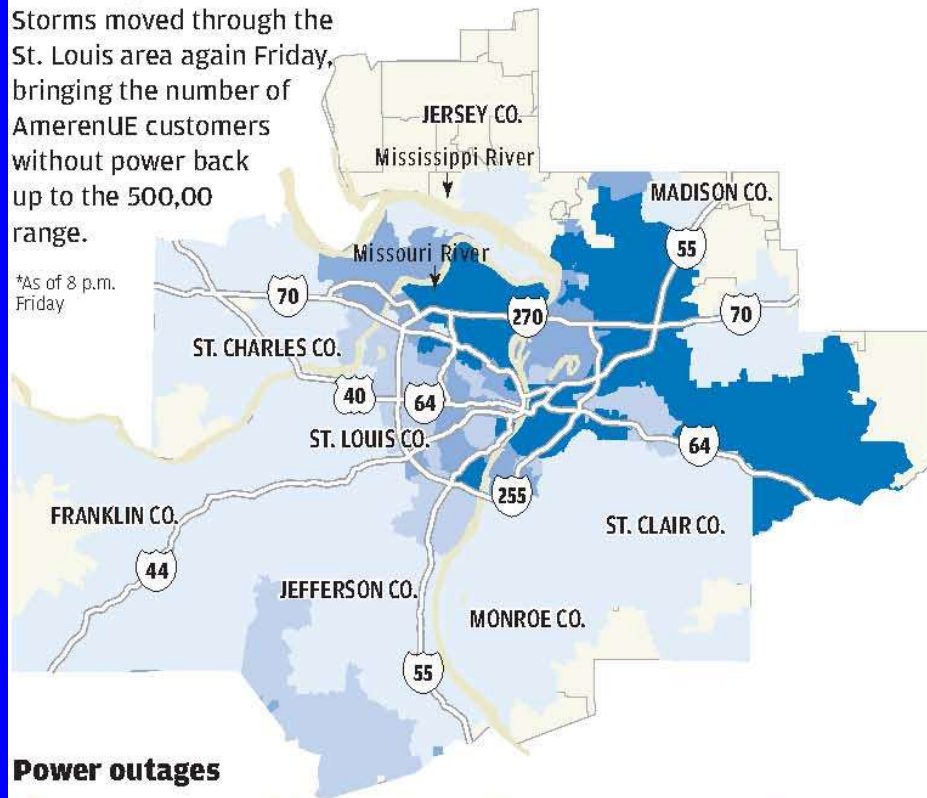 Storms moved through the
St. Louis area again Friday,
bringing the number of
AmerenUE customers
without power back
up to the 500,00
range.
*As of 8 p.m.
Friday
JERSEY CO.
Mississippi River
MADISON CO.
Missouri River
55
70
270
70
ST. CHARLES CO.
40
64
ST. LOUIS CO.
64
255
FRANKLIN CO.
ST. CLAIR CO.
44
JEFFERSON CO.
MONROE CO.
55
Power outages